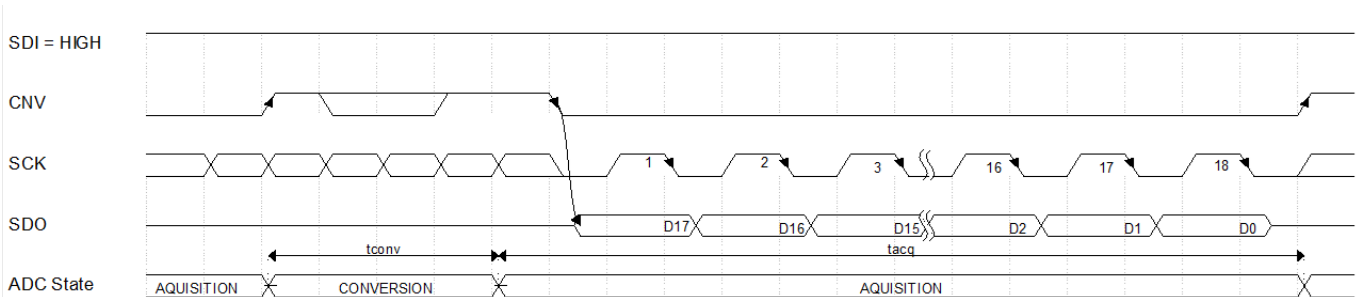 SDI = HIGH
CNV
SCK
1 2 3 16 17 18
SDO
D17 D16 D15 D2 D1 D0
tconv tacq
ADC State
AQUISITION CONVERSION AQUISITION